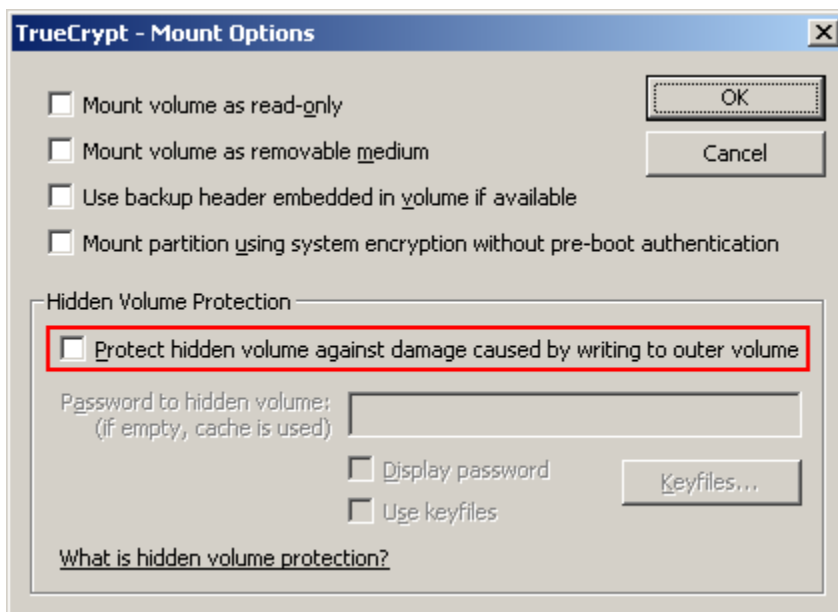 TrueCrypt - Mount Options
Mount volume as read-only
OK
Mount volume as removable medium
Cancel
Use backup header embedded in volume if available
Mount partition using system encryption without pre-boot authentication
Hidden Volume Protection
Protect hidden volume against damage caused by writing to outer volume
Password to hidden volume:
(if empty, cache is used)
Display password
Keyfiles...
Use keyfiles
What is hidden volume protection?